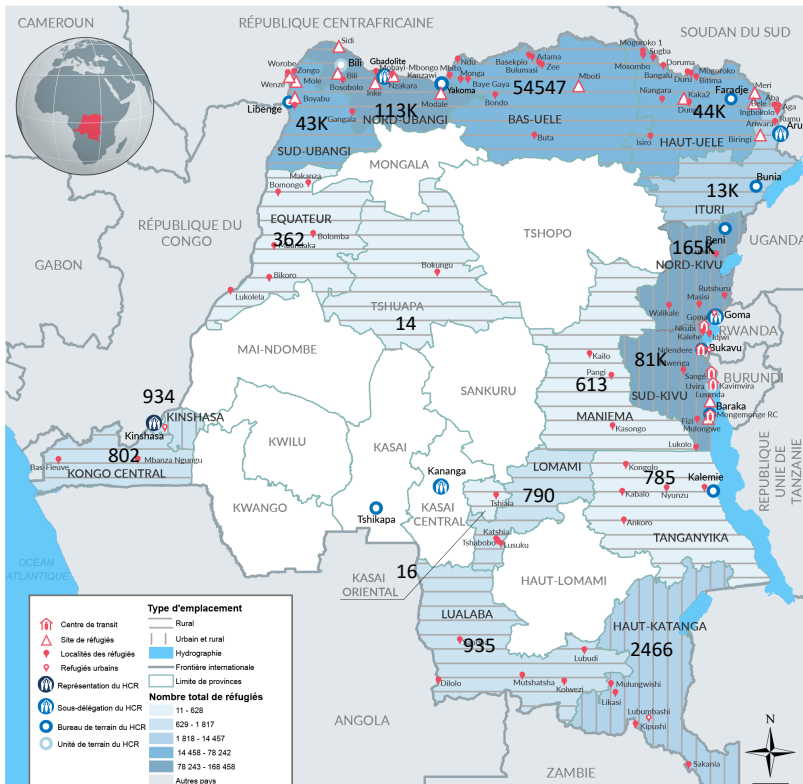 CAMEROUN
RÉPUBLIQUE CENTRAFRICAINE
SOUDAN DU SUD
Sidi
Worobe
Zongo
Wenze
Mole
Boyabu
Libenge
Bili
Bili
Bosobolo
Gbadolite
Mobayi-Mbongo
Kanzawi
Inke
Nzakara
Mbito
Ndu
Monga
Baye Gaya
Yakoma
Modale
Gangala
43K
SUD-UBANGI
113K
NORD-UBANGI
Basekpio
Bulumasi
Adama
Zee
Mboti
Bondo
54547
BAS-UELE
Buta
Mogoroko 1
Sugba
Mosombo
Doruma
Bangalu
Mogoroko
Duru
Bitima
Niangara
Kaka2
Faradje
Meri
Bele
Aba
Aga
Ingbokolo
Rumu
Ariwara
Aru
Biringi
Isiro
44K
HAUT-UELE
MONGALA
Makanza
Bomongo
EQUATEUR
362
Bolomba
Mbandaka
Bikoro
Lukolela
RÉPUBLIQUE DU
CONGO
GABON
TSHOPO
Bunia
13K
ITURI
165K
Beni
NORD-KIVU
UGANDA
Bokungu
TSHUAPA
14
Rutshuru
Masisi
Walikale
Goma
Goma
Nkubi
Kalehe
Idjwi
RWANDA
Bukavu
Ndendere
MAI-NDOMBE
SANKURU
Kailo
Pangi
613
MANIEMA
Kasongo
81K
SUD-KIVU
Mwenga
Sange
Uvira
Kavimvira
BURUNDI
Lusenda
Baraka
Mongemonge RC
Fizi
Mulongwe
Lukolo
RÉPUBLIQUE
UNIE DE
TANZANIE
934
KINSHASA
Kinshasa
802
Bas-Fleuve
Mbanza Ngungu
KONGO CENTRAL
KWILU
KWANGO
KASAI
Kananga
KASAI
CENTRAL
Tshikapa
LOMAMI
790
Tshiala
Katshia
Tshabobo
Lusuku
16
KASAI
ORIENTAL
Kongolo
785
Kalemie
Kabalo
Nyunzu
Ankoro
TANGANYIKA
HAUT-LOMAMI
LUALABA
935
Dilolo
Mutshatsha
Kolwezi
Lubudi
HAUT-KATANGA
2466
Mulungwishi
Likasi
Lubumbashi
Kipushi
Sakania
OCEAN
ATLANTIQUE
ANGOLA
ZAMBIE
N
Centre de transit
Site de réfugiés
Localités des réfugiés
Refugiés urbains
Représentation du HCR
Sous-délégation du HCR
Bureau de terrain du HCR
Unité de terrain du HCR
Type d'emplacement
Rural
Urbain et rural
Hydrographie
Frontière internationale
Limite de provinces
Nombre total de réfugiés
11 - 628
629 - 1 817
1 818 - 14 457
14 458 - 78 242
78 243 - 168 458
Autres pays